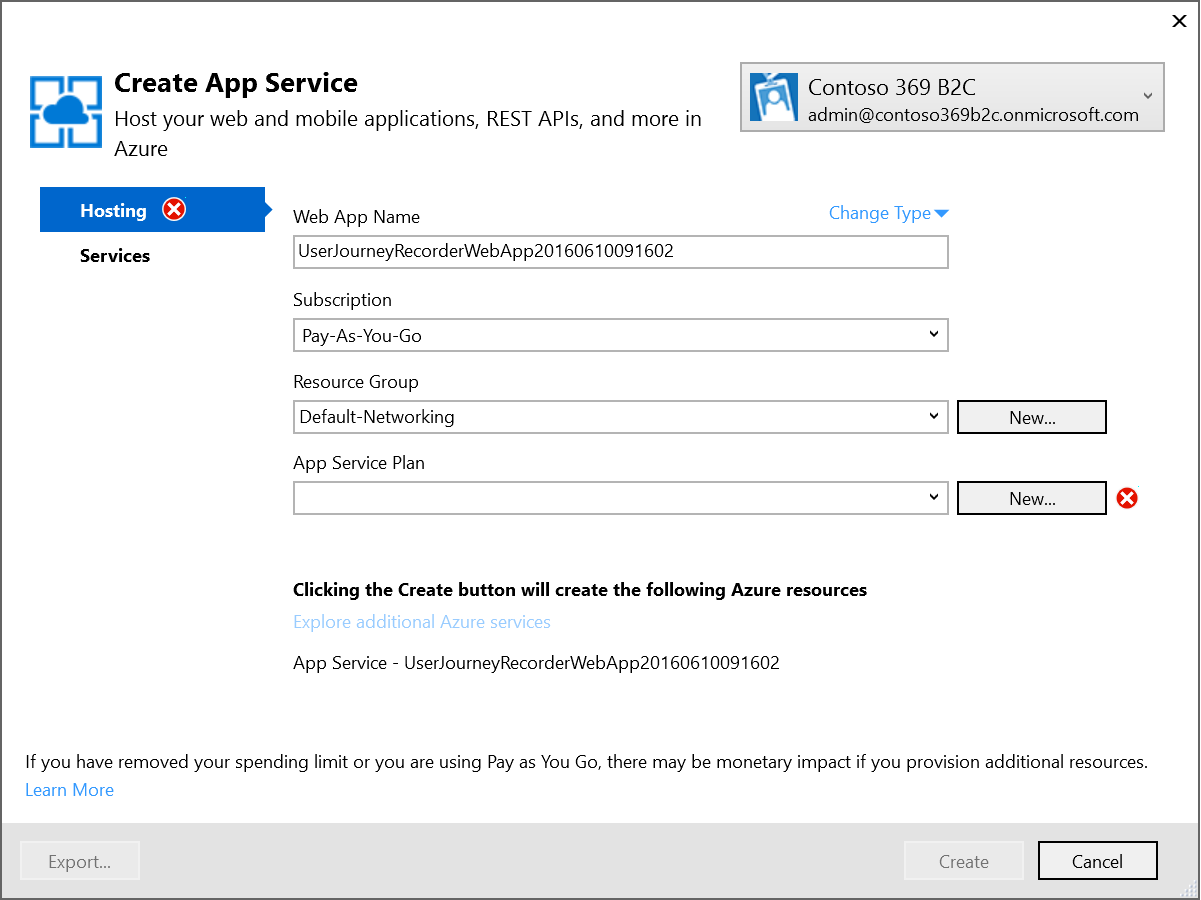 Create App Service
Host your web and mobile applications, REST APIs, and more in
Azure
Contoso 369 B2C
admin@contoso369b2c.onmicrosoft.com
Hosting
Services
Web App Name
Change Type
UserJourneyRecorderWebApp20160610091602
Subscription
Pay-As-You-Go
Resource Group
Default-Networking
New...
App Service Plan
New...
Clicking the Create button will create the following Azure resources
Explore additional Azure services
App Service - UserJourneyRecorderWebApp20160610091602
If you have removed your spending limit or you are using Pay as You Go, there may be monetary impact if you provision additional resources.
Learn More
Export...
Create
Cancel